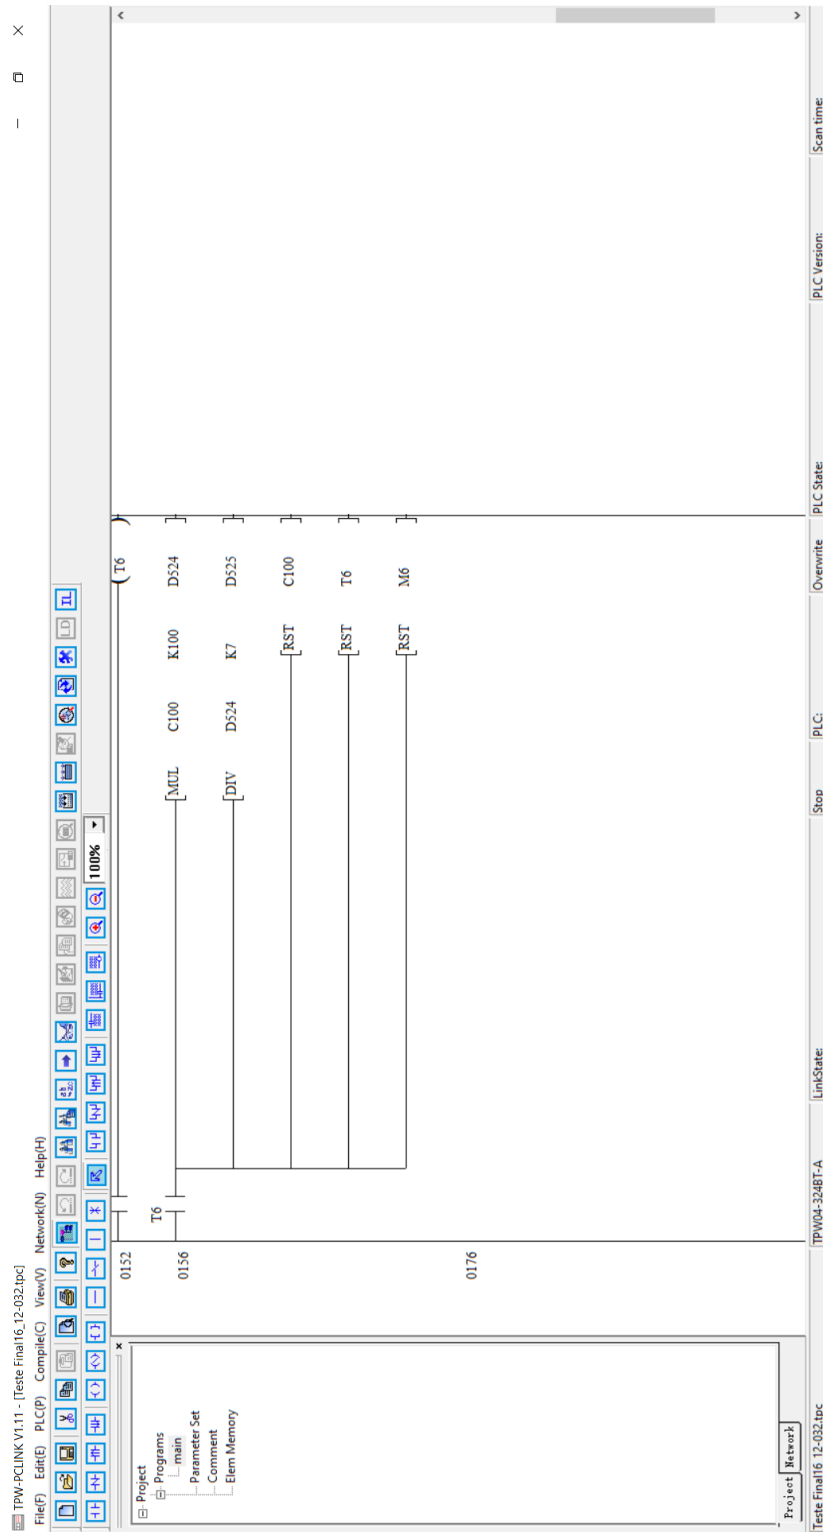 TPW-PCLINK V1.11 - [Teste Final16_12-032.tpc]
File(F) Edit(E) PLC(P) Compile(C) View(V) Network(N) Help(H)
LD IL
100%
Project
Programs
main
Parameter Set
Comment
Elem Memory
Project Network
0152 T6
0156 T6 MUL C100 K100 D524
DIV D524 K7 D525
RST C100
RST T6
RST M6
0176
Teste Final16 12-032.tpc TPW04-324BT-A LinkState: Stop PLC: Overwrite PLC State: PLC Version: Scan time: